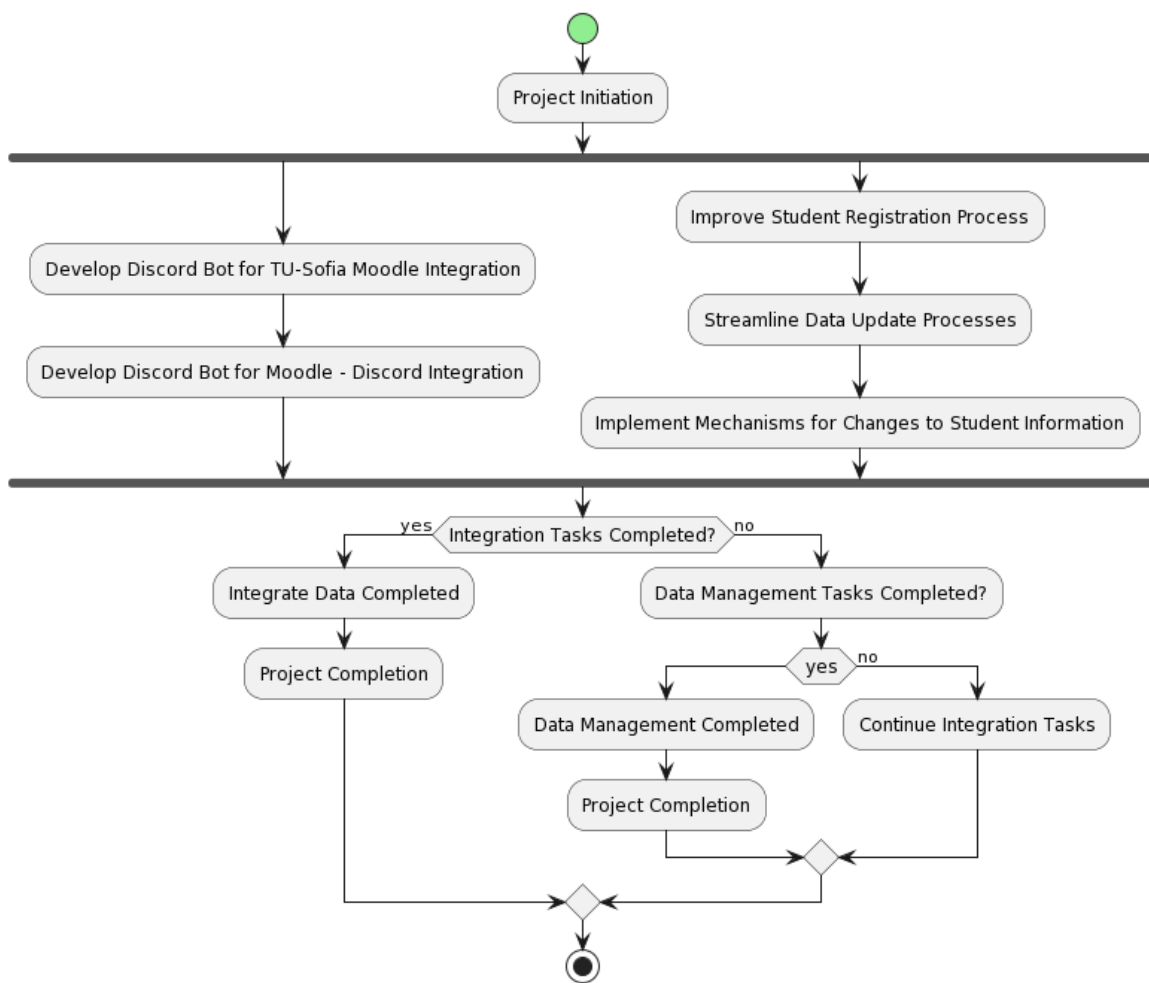 Project Initiation
Improve Student Registration Process
Develop Discord Bot for TU-Sofia Moodle Integration
Streamline Data Update Processes
Develop Discord Bot for Moodle - Discord Integration
Implement Mechanisms for Changes to Student Information
yes
Integration Tasks Completed?
no
Integrate Data Completed
Data Management Tasks Completed?
Project Completion
yes
no
Data Management Completed
Continue Integration Tasks
Project Completion